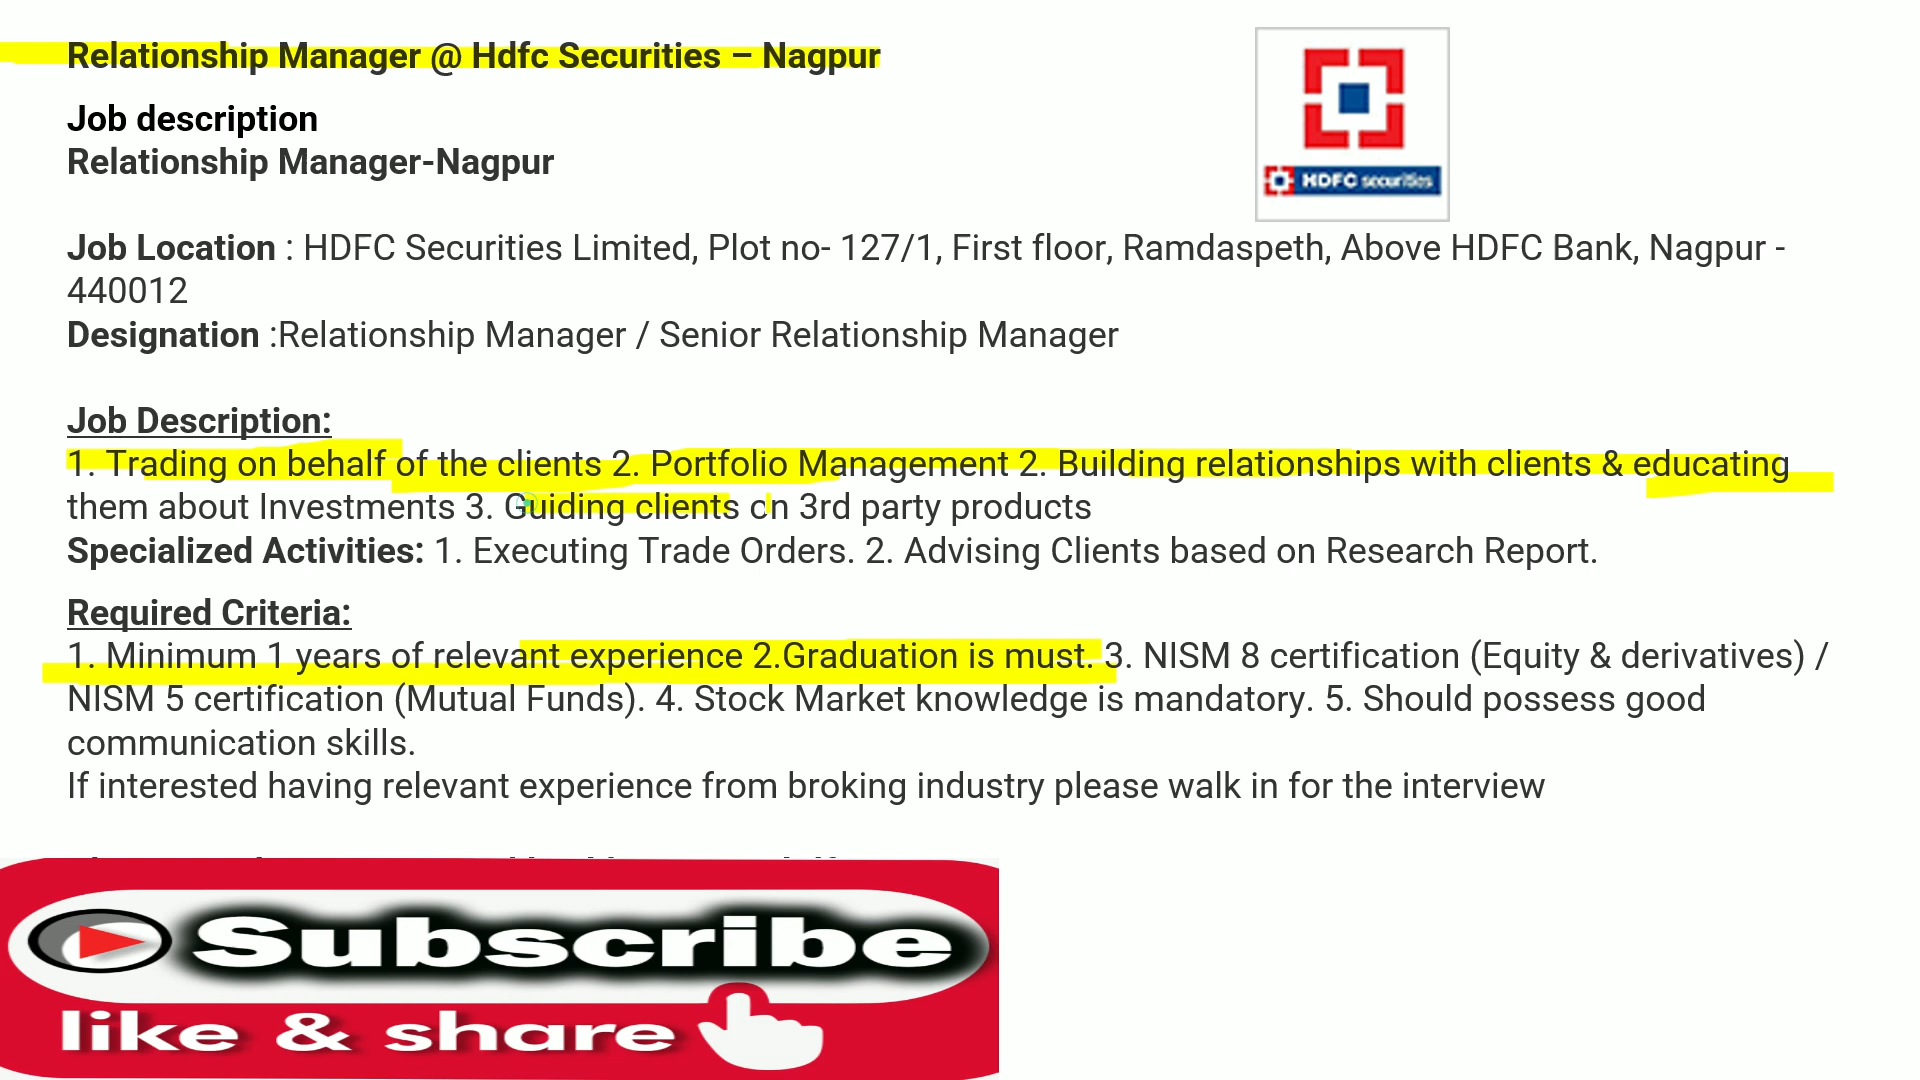 Relationship Manager @ Hdfc Securities – Nagpur
Job description
Relationship Manager-Nagpur
HDFC securities
Job Location : HDFC Securities Limited, Plot no- 127/1, First floor, Ramdaspeth, Above HDFC Bank, Nagpur -
440012
Designation :Relationship Manager / Senior Relationship Manager
Job Description:
1. Trading on behalf of the clients 2. Portfolio Management 2. Building relationships with clients & educating
them about Investments 3. Guiding clients on 3rd party products
Specialized Activities: 1. Executing Trade Orders. 2. Advising Clients based on Research Report.
Required Criteria:
1. Minimum 1 years of relevant experience 2.Graduation is must. 3. NISM 8 certification (Equity & derivatives) /
NISM 5 certification (Mutual Funds). 4. Stock Market knowledge is mandatory. 5. Should possess good
communication skills.
If interested having relevant experience from broking industry please walk in for the interview
Subscribe
like & share